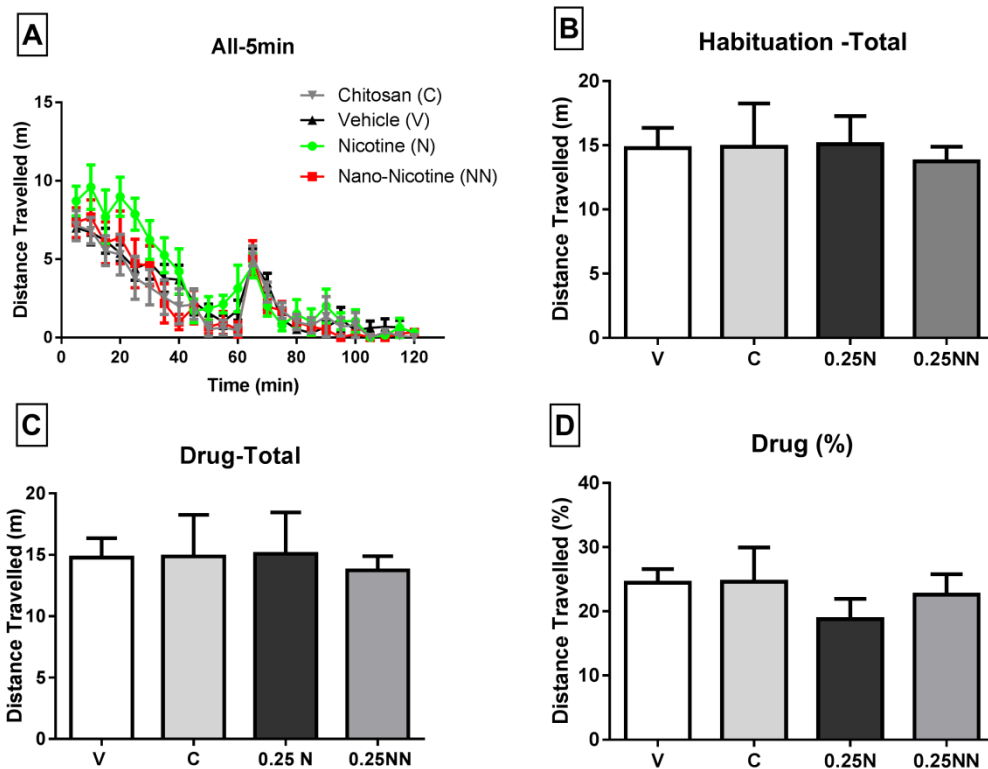 A
All-5min
Chitosan (C)
Vehicle (V)
Nicotine (N)
Nano-Nicotine (NN)
Distance Travelled (m)
15
10
5
0
0 20 40 60 80 100 120
Time (min)
B
Habituation -Total
Distance Travelled (m)
20
15
10
5
0
V C 0.25N 0.25NN
C
Drug-Total
Distance Travelled (m)
20
15
10
5
0
V C 0.25 N 0.25NN
D
Drug (%)
Distance Travelled (%)
40
30
20
10
0
V C 0.25N 0.25NN